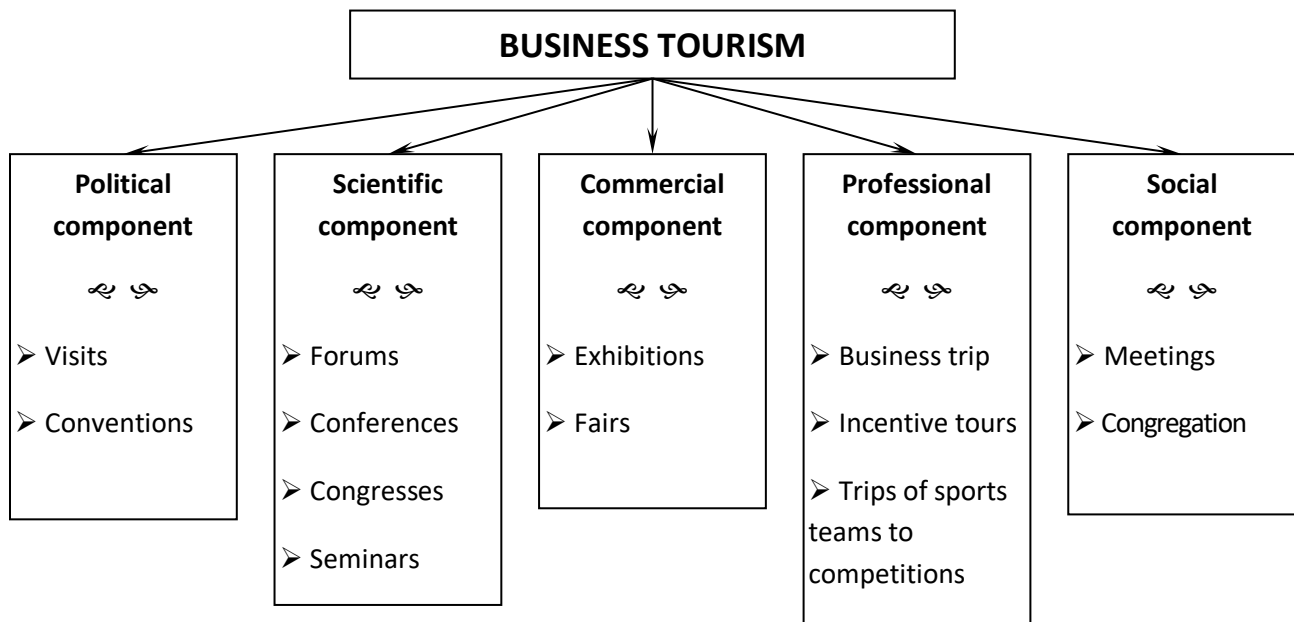 BUSINESS TOURISM
Political
component
➢ Visits
➢ Conventions
Scientific
component
➢ Forums
➢ Conferences
➢ Congresses
➢ Seminars
Commercial
component
➢ Exhibitions
➢ Fairs
Professional
component
➢ Business trip
➢ Incentive tours
➢ Trips of sports
teams to
competitions
Social
component
➢ Meetings
➢ Congregation